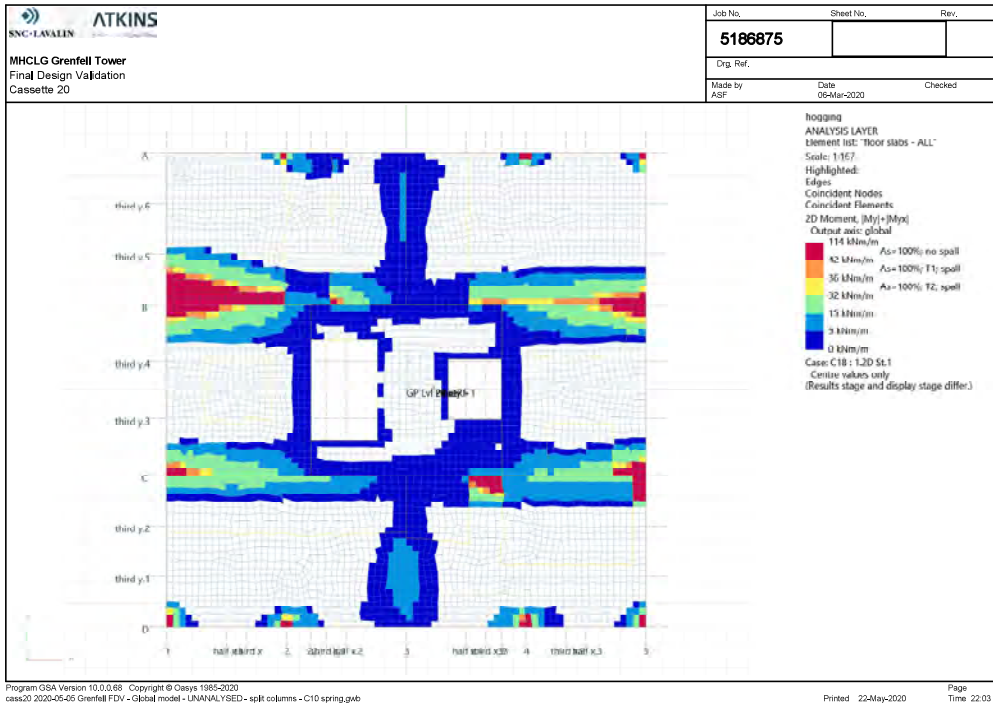 SNC•LAVALIN ATKINS
MHCLG Grenfell Tower
Final Design Validation
Cassette 20
Job No. Sheet No. Rev.
5186875
Drg. Ref.
Made by Date Checked
ASF 06-Mar-2020
hogging
ANALYSIS LAYER
Element list: "floor slabs - ALL"
Scale: 1:167
Highlighted:
Edges
Coincident Nodes
Coincident Elements
2D Moment, |My|+|Myx|
Output axis: global
114 kNm/m
As=100%; no spall
42 kNm/m
As=100%; T1; spall
36 kNm/m
As=100%; T2; spall
32 kNm/m
15 kNm/m
5 kNm/m
0 kNm/m
Case: C18 : 1.2D St.1
Centre values only
(Results stage and display stage differ.)
A
third y.6
third y.5
B
third y.4
GP Lvl
third y.3
C
third y.2
third y.1
D
1 2 3 4 third half x.3 5
Program GSA Version 10.0.0.68 Copyright © Oasys 1985-2020
cass20 2020-05-05 Grenfell FDV - Global model - UNANALYSED - split columns - C10 spring.gwb
Printed 22-May-2020
Page
Time 22:03